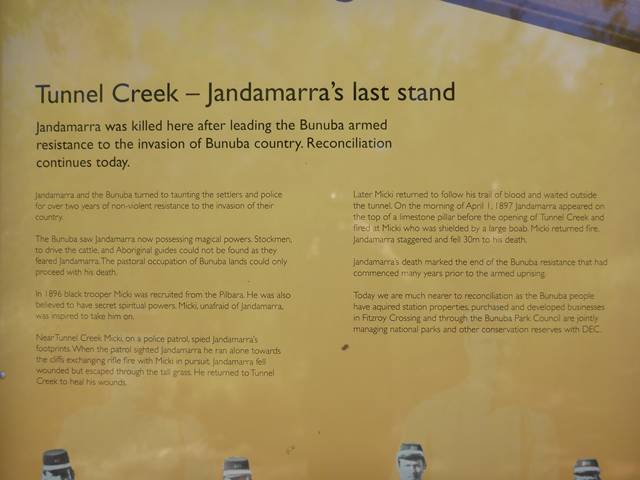 Tunnel Creek – Jandamarra's last stand
Jandamarra was killed here after leading the Bunuba armed
resistance to the invasion of Bunuba country. Reconciliation
continues today.
Jandamarra and the Bunuba turned to taunting the settlers and police
for over two years of non-violent resistance to the invasion of their
country.
The Bunuba saw Jandamarra now possessing magical powers. Stockmen,
to drive the cattle, and Aboriginal guides could not be found as they
feared Jandamarra. The pastoral occupation of Bunuba lands could only
proceed with his death.
In 1896 black trooper Micki was recruited from the Pilbara. He was also
believed to have secret spiritual powers. Micki, unafraid of Jandamarra,
was inspired to take him on.
Near Tunnel Creek Micki, on a police patrol, spied Jandamarra's
footprints. When the patrol sighted Jandamarra he ran alone towards
the cliffs exchanging rifle fire with Micki in pursuit. Jandamarra fell
wounded but escaped through the tall grass. He returned to Tunnel
Creek to heal his wounds.
Later Micki returned to follow his trail of blood and waited outside
the tunnel. On the morning of April 1, 1897 Jandamarra appeared on
the top of a limestone pillar before the opening of Tunnel Creek and
fired at Micki who was shielded by a large boab. Micki returned fire.
Jandamarra staggered and fell 30m to his death.
Jandamarra's death marked the end of the Bunuba resistance that had
commenced many years prior to the armed uprising.
Today we are much nearer to reconciliation as the Bunuba people
have aquired station properties, purchased and developed businesses
in Fitzroy Crossing and through the Bunuba Park Council are jointly
managing national parks and other conservation reserves with DEC.